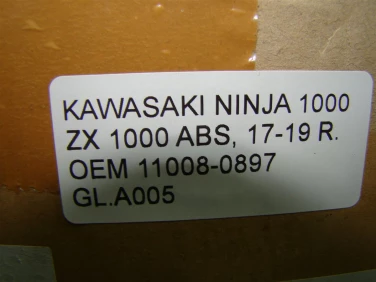 KAWASAKI NINJA 1000
ZX 1000 ABS, 17-19 R.
OEM 11008-0897
GL.A005